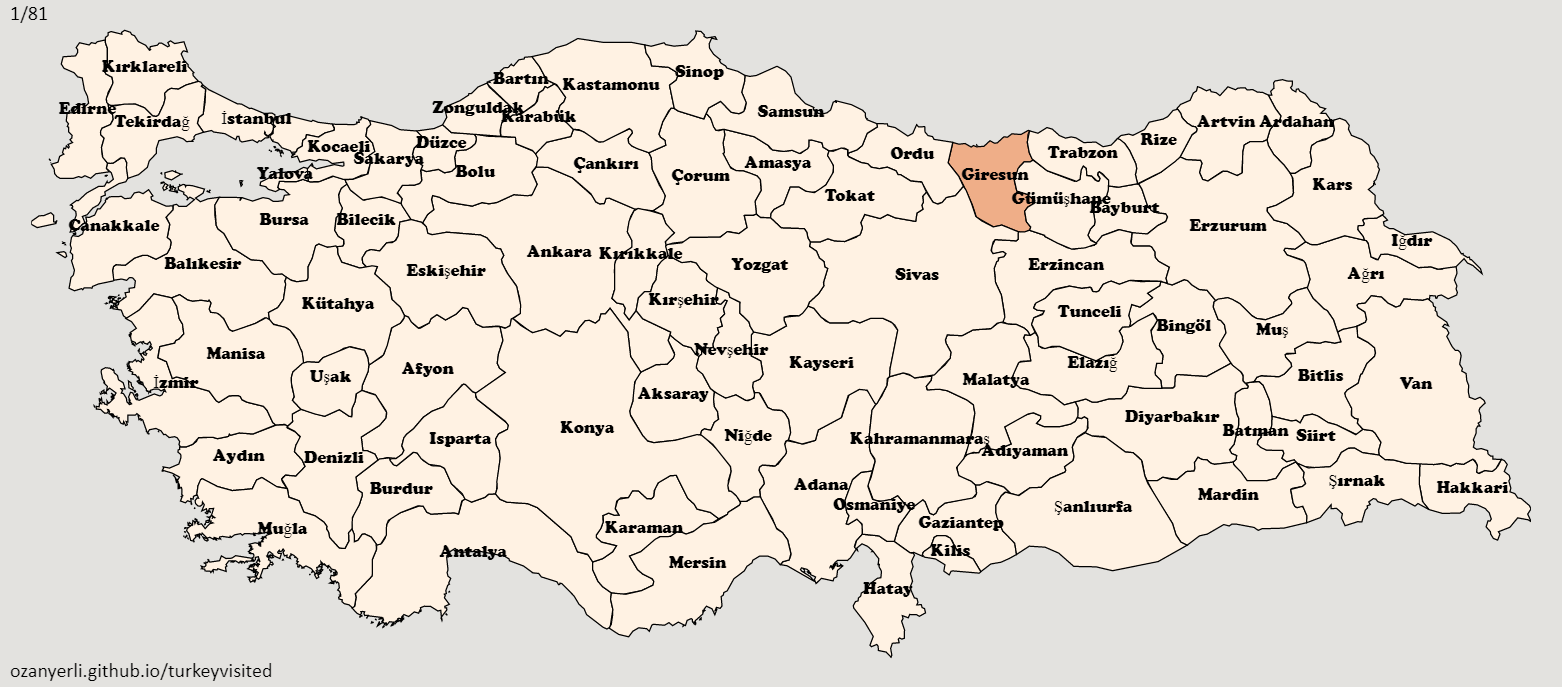 1/81
Kırklareli
Edirne
Tekirdağ
İstanbul
Kocaeli
Yalova
Sakarya
Düzce
Zonguldak
Bartın
Karabük
Kastamonu
Sinop
Samsun
Bolu
Çankırı
Çorum
Amasya
Tokat
Ordu
Giresun
Trabzon
Gümüşhane
Bayburt
Rize
Artvin
Ardahan
Kars
Iğdır
Ağrı
Erzurum
Erzincan
Çanakkale
Balıkesir
Bursa
Bilecik
Eskişehir
Kütahya
Ankara
Kırıkkale
Kırşehir
Yozgat
Sivas
Tunceli
Bingöl
Muş
Elazığ
Malatya
Bitlis
Van
Manisa
İzmir
Uşak
Afyon
Nevşehir
Kayseri
Aksaray
Niğde
Konya
Isparta
Aydın
Denizli
Burdur
Muğla
Antalya
Karaman
Mersin
Adana
Osmaniye
Kahramanmaraş
Adıyaman
Gaziantep
Kilis
Hatay
Şanlıurfa
Diyarbakır
Batman
Siirt
Mardin
Şırnak
Hakkari
ozanyerli.github.io/turkeyvisited